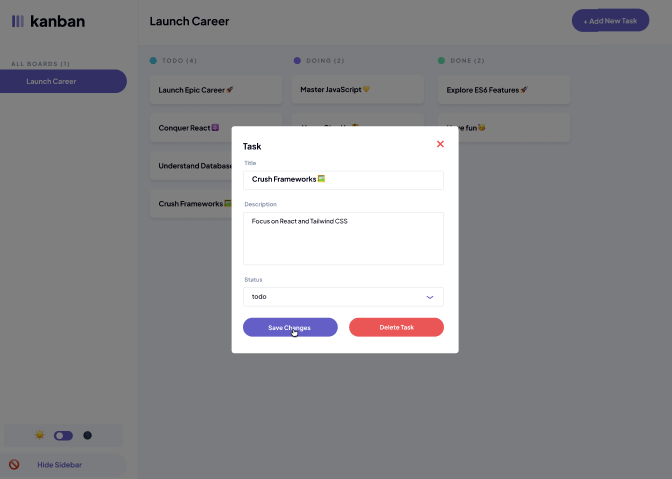 kanban
Launch Career
+ Add New Task
ALL BOARDS (1)
Launch Career
TODO (4)
DOING (2)
DONE (2)
Launch Epic Career 🚀
Master JavaScript 💛
Explore ES6 Features 🚀
Conquer React ⚛️
fun
Understand Database
Crush Frameworks
Task
Title
Crush Frameworks
Description
Focus on React and Tailwind CSS
Status
todo
Save Changes
Delete Task
Hide Sidebar